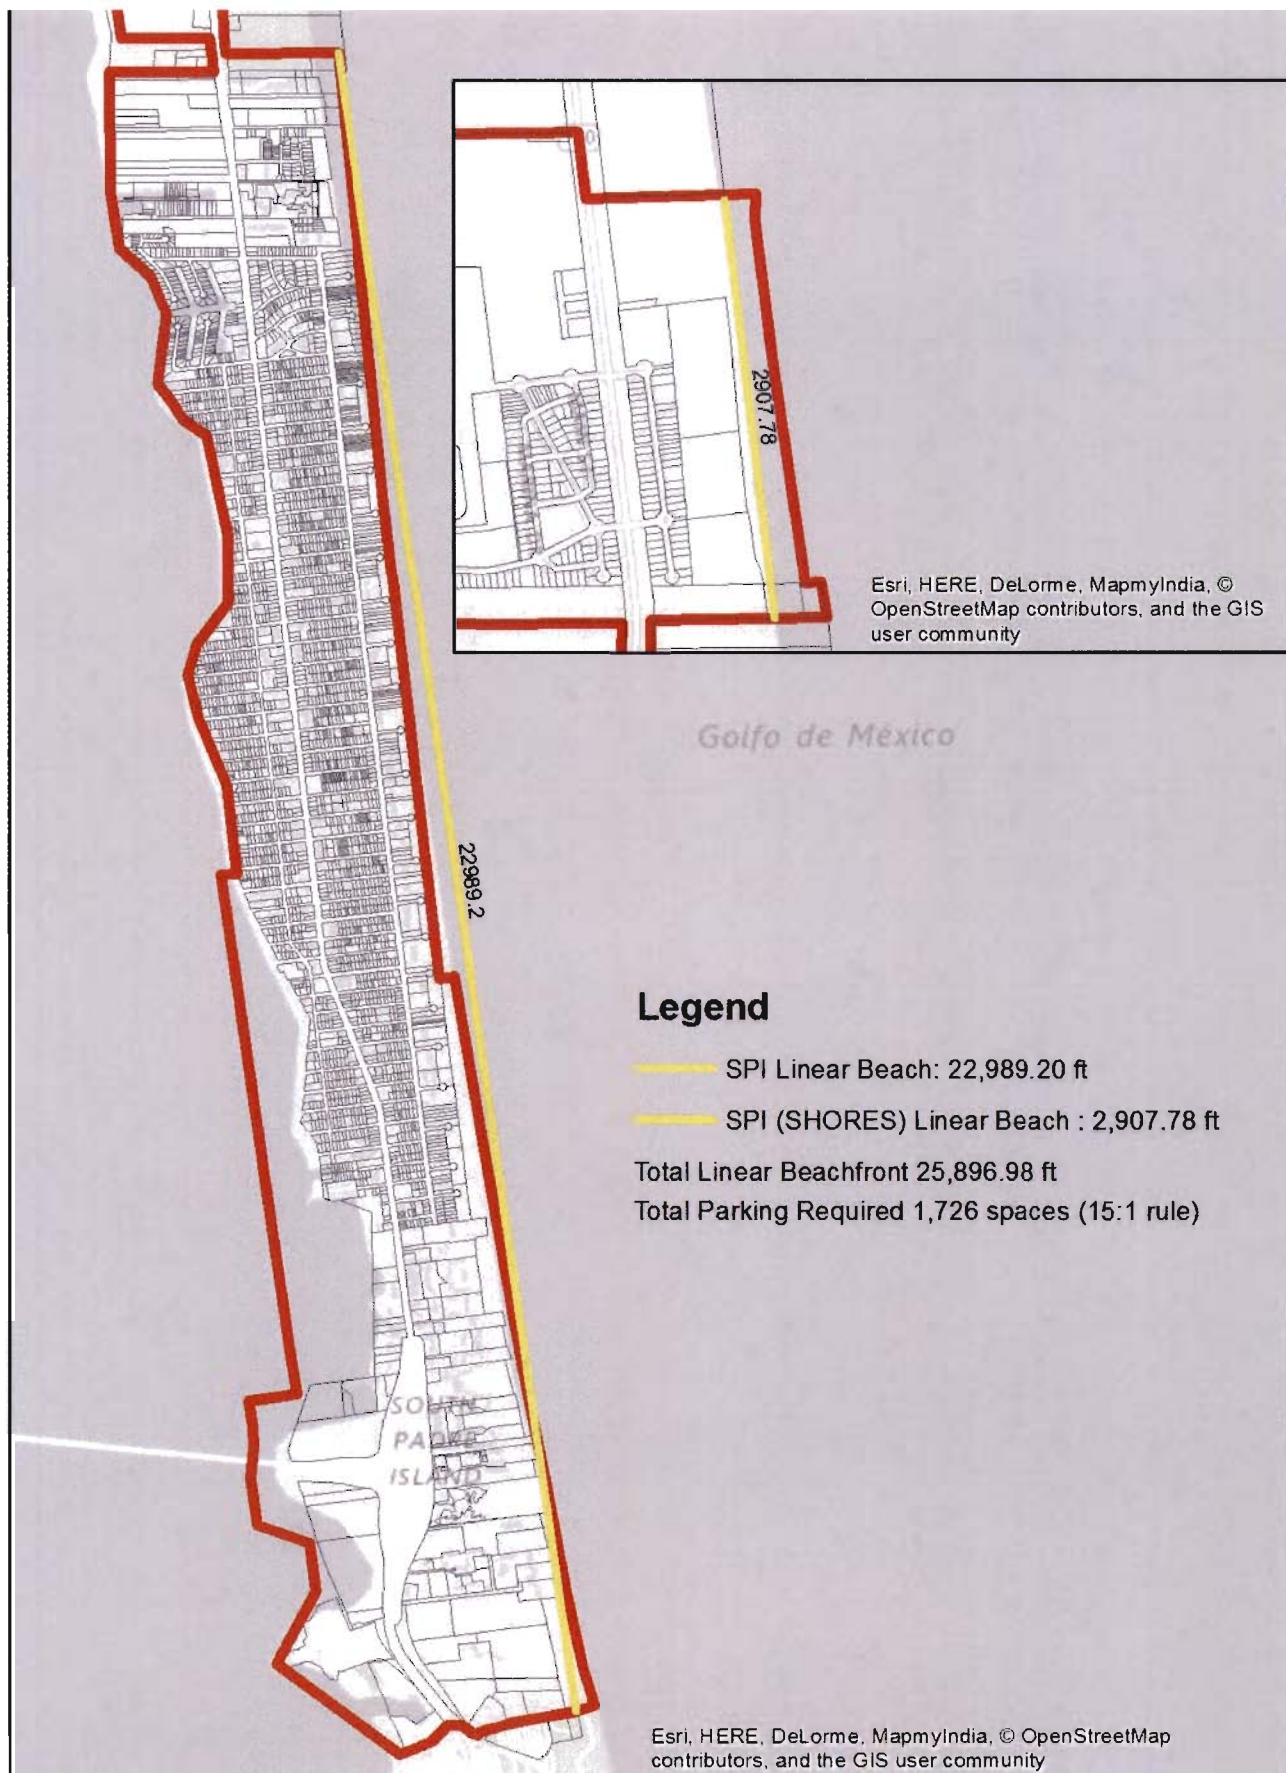 2907.78
Esri, HERE, DeLorme, MapmyIndia, ©
OpenStreetMap contributors, and the GIS
user community
Golfo de México
22989.2
Legend
SPI Linear Beach: 22,989.20 ft
SPI (SHORES) Linear Beach : 2,907.78 ft
Total Linear Beachfront 25,896.98 ft
Total Parking Required 1,726 spaces (15:1 rule)
SOUTH
PADRE
ISLAND
Esri, HERE, DeLorme, MapmyIndia, © OpenStreetMap
contributors, and the GIS user community